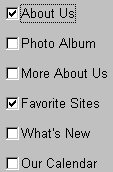 About Us
Photo Album
More About Us
Favorite Sites
What's New
Our Calendar